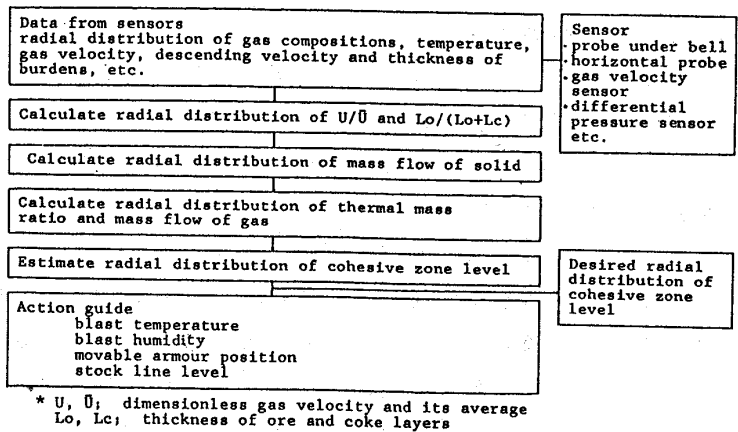 Data from sensors
radial distribution of gas compositions, temperature,
gas velocity, descending velocity and thickness of
burdens, etc.
Sensor
·probe under bell
·horizontal probe
·gas velocity
sensor
·differential
pressure sensor
etc.
Calculate radial distribution of U/Ū and Lo/(Lo+Lc)
Calculate radial distribution of mass flow of solid
Calculate radial distribution of thermal mass
ratio and mass flow of gas
Estimate radial distribution of cohesive zone level
Desired radial
distribution of
cohesive zone
level
Action guide
blast temperature
blast humidity
movable armour position
stock line level
* U, Ū; dimensionless gas velocity and its average
Lo, Lc; thickness of ore and coke layers